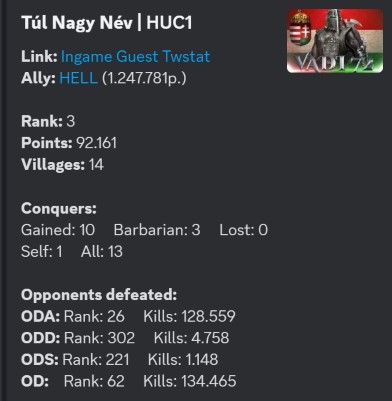 Túl Nagy Név | HUC1
VADI 72
Link: Ingame Guest Twstat
Ally: HELL (1.247.781p.)
Rank: 3
Points: 92.161
Villages: 14
Conquers:
Gained: 10 Barbarian: 3 Lost: 0
Self: 1 All: 13
Opponents defeated:
ODA: Rank: 26 Kills: 128.559
ODD: Rank: 302 Kills: 4.758
ODS: Rank: 221 Kills: 1.148
OD: Rank: 62 Kills: 134.465